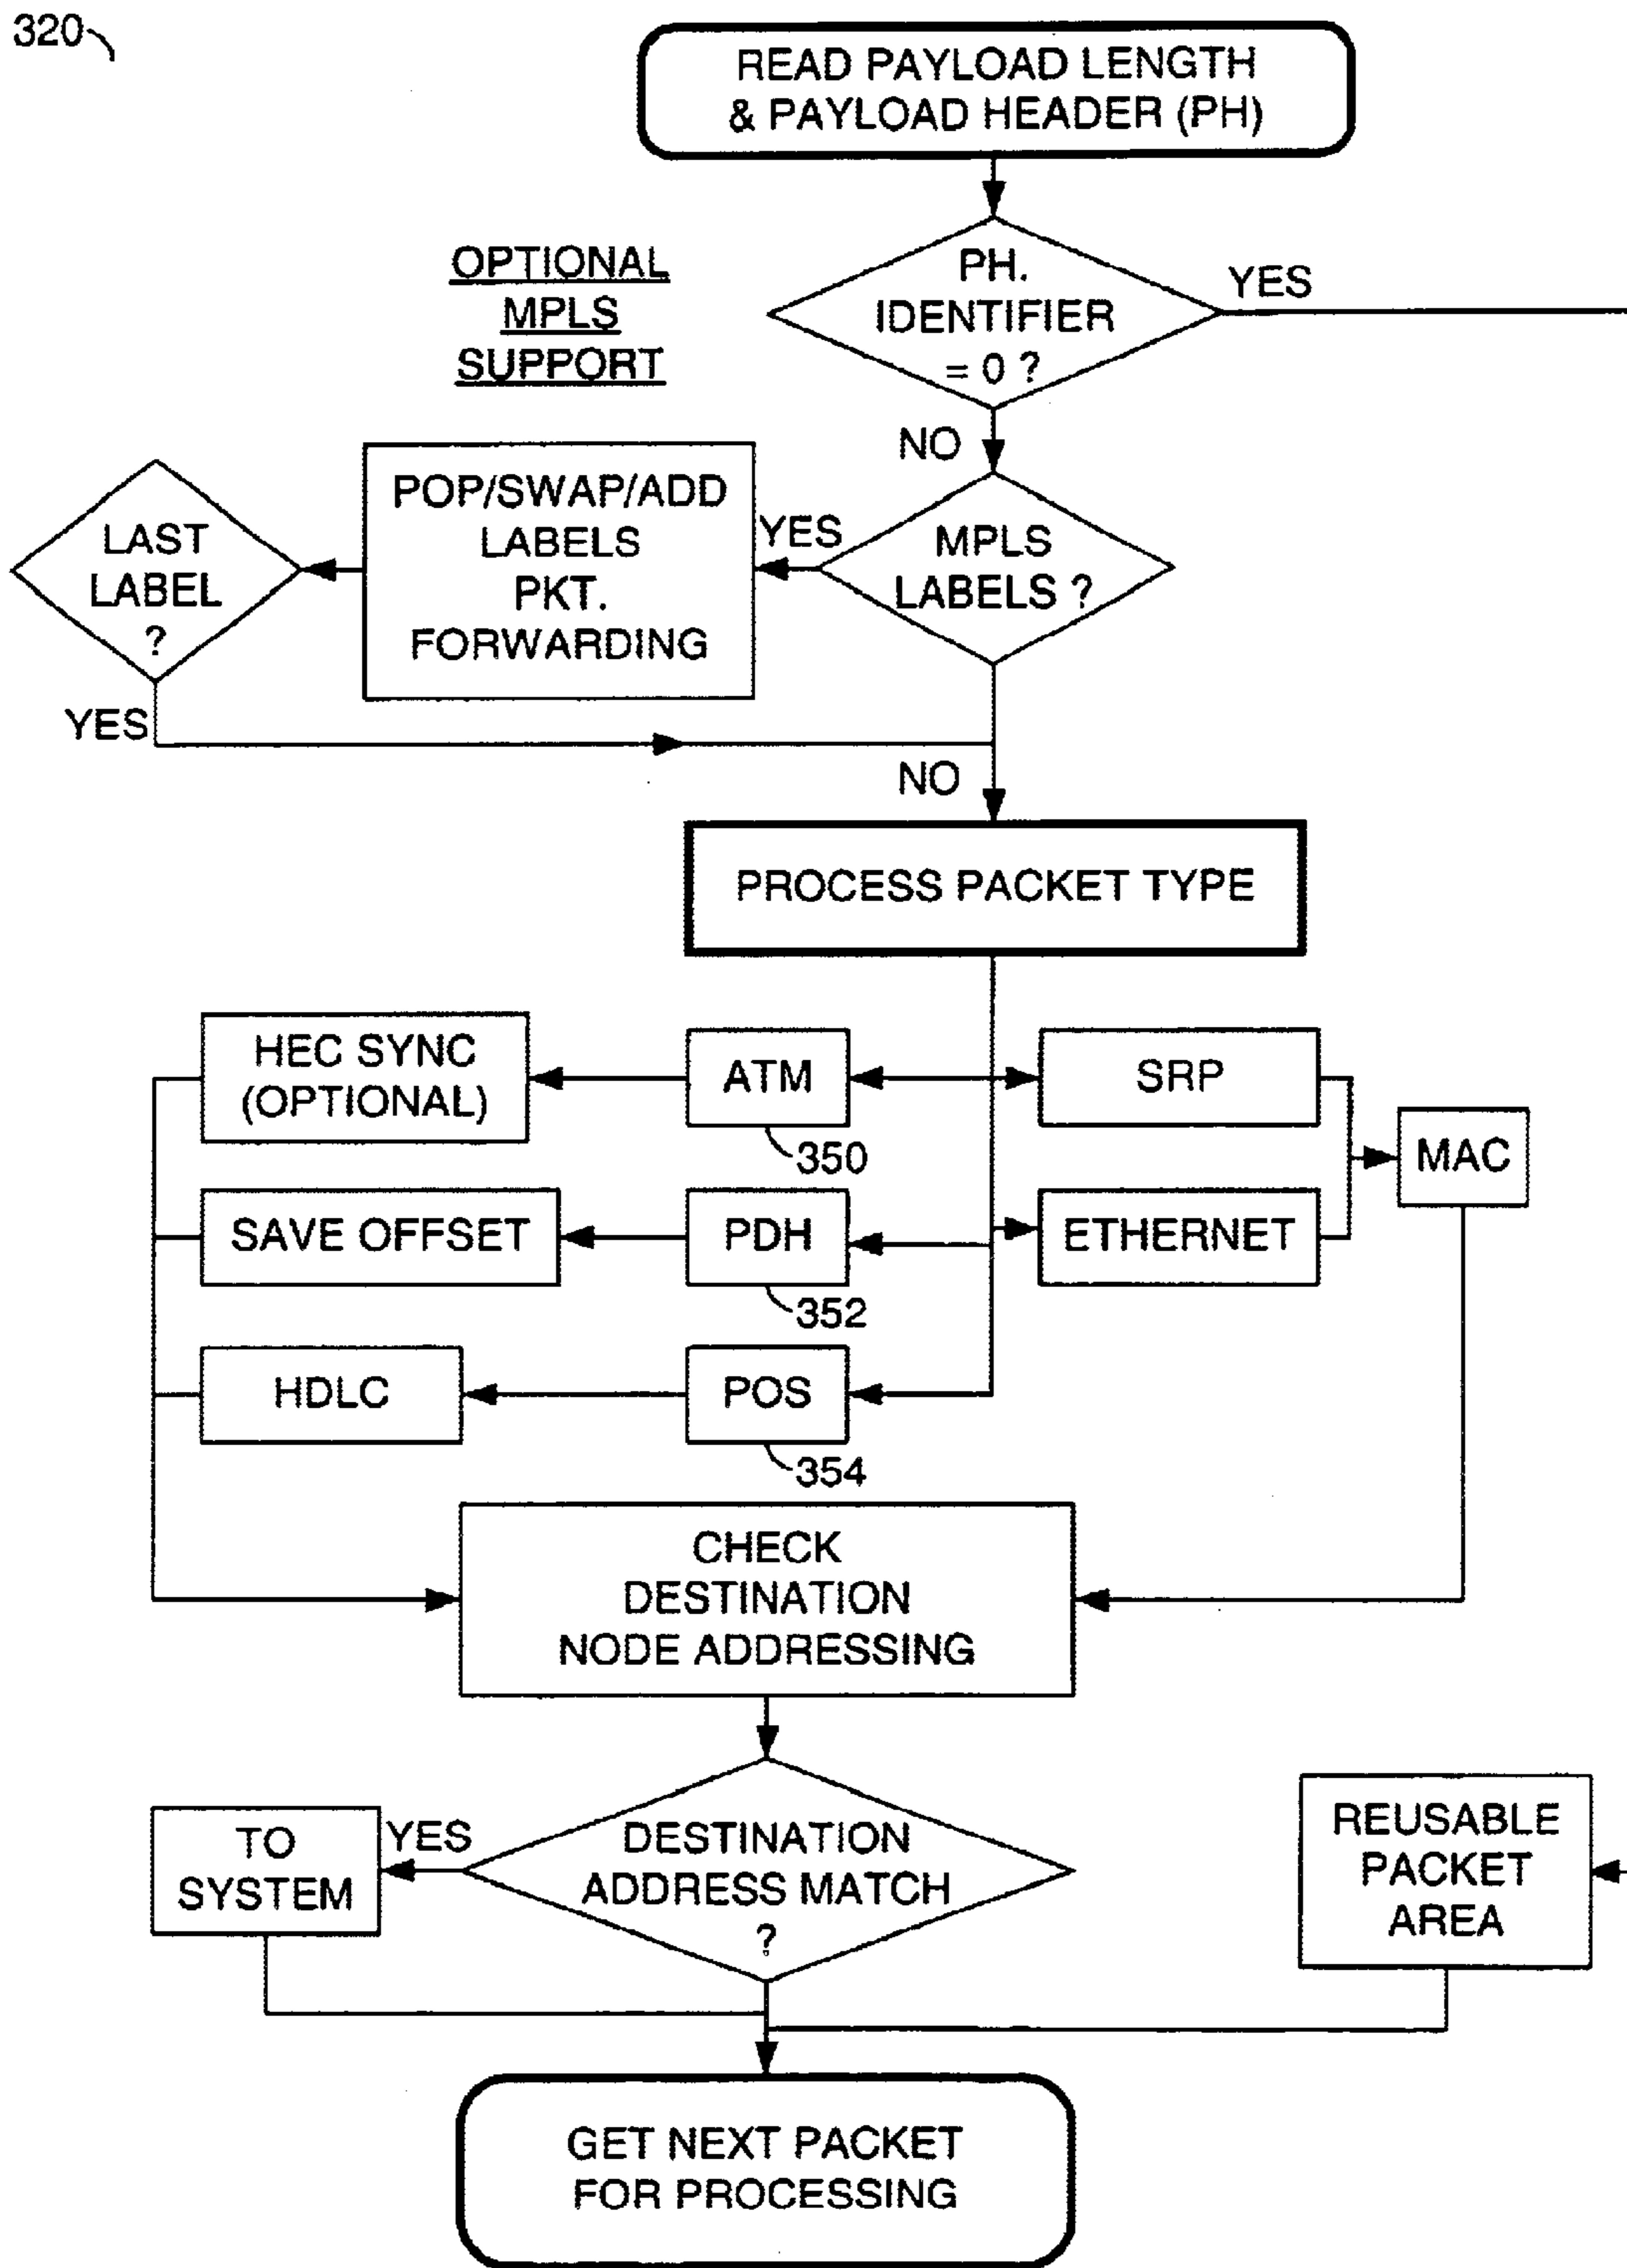 320
READ PAYLOAD LENGTH
& PAYLOAD HEADER (PH)
OPTIONAL
MPLS
SUPPORT
PH.
IDENTIFIER
= 0 ?
YES
NO
LAST
LABEL
?
POP/SWAP/ADD
LABELS
PKT.
FORWARDING
YES
MPLS
LABELS ?
YES
NO
PROCESS PACKET TYPE
HEC SYNC
(OPTIONAL)
ATM
350
SRP
MAC
SAVE OFFSET
PDH
352
ETHERNET
HDLC
POS
354
CHECK
DESTINATION
NODE ADDRESSING
TO
SYSTEM
YES
DESTINATION
ADDRESS MATCH
?
REUSABLE
PACKET
AREA
GET NEXT PACKET
FOR PROCESSING